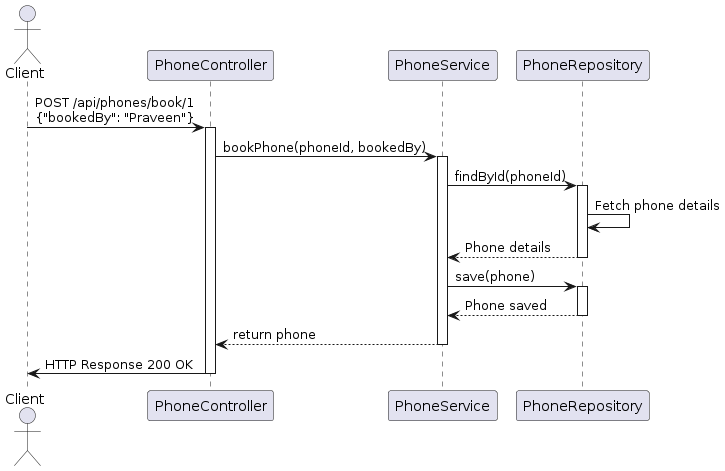 Client
PhoneController
PhoneService
PhoneRepository
POST /api/phones/book/1
{"bookedBy": "Praveen"}
bookPhone(phoneId, bookedBy)
findById(phoneId)
Fetch phone details
Phone details
save(phone)
Phone saved
return phone
HTTP Response 200 OK
Client
PhoneController
PhoneService
PhoneRepository